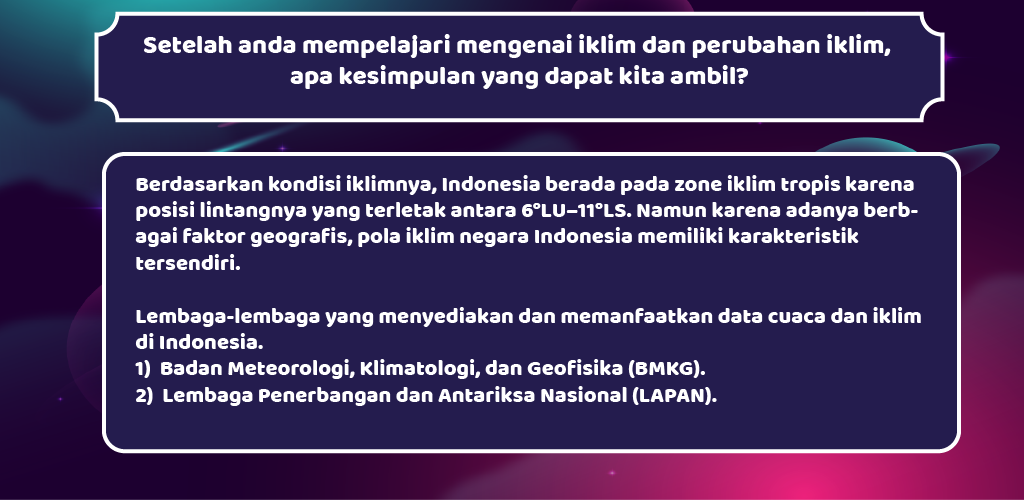 Setelah anda mempelajari mengenai iklim dan perubahan iklim,
apa kesimpulan yang dapat kita ambil?
Berdasarkan kondisi iklimnya, Indonesia berada pada zone iklim tropis karena
posisi lintangnya yang terletak antara 6°LU–11°LS. Namun karena adanya berb-
agai faktor geografis, pola iklim negara Indonesia memiliki karakteristik
tersendiri.
Lembaga-lembaga yang menyediakan dan memanfaatkan data cuaca dan iklim
di Indonesia.
1) Badan Meteorologi, Klimatologi, dan Geofisika (BMKG).
2) Lembaga Penerbangan dan Antariksa Nasional (LAPAN).